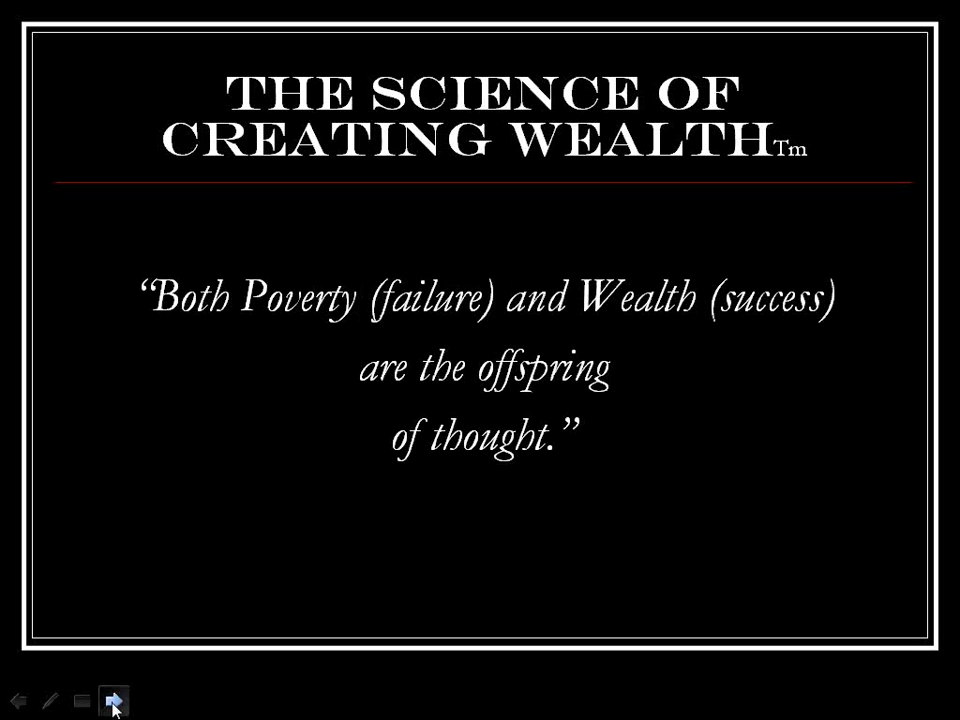 THE SCIENCE OF
CREATING WEALTHTm
“Both Poverty (failure) and Wealth (success)
are the offspring
of thought.”